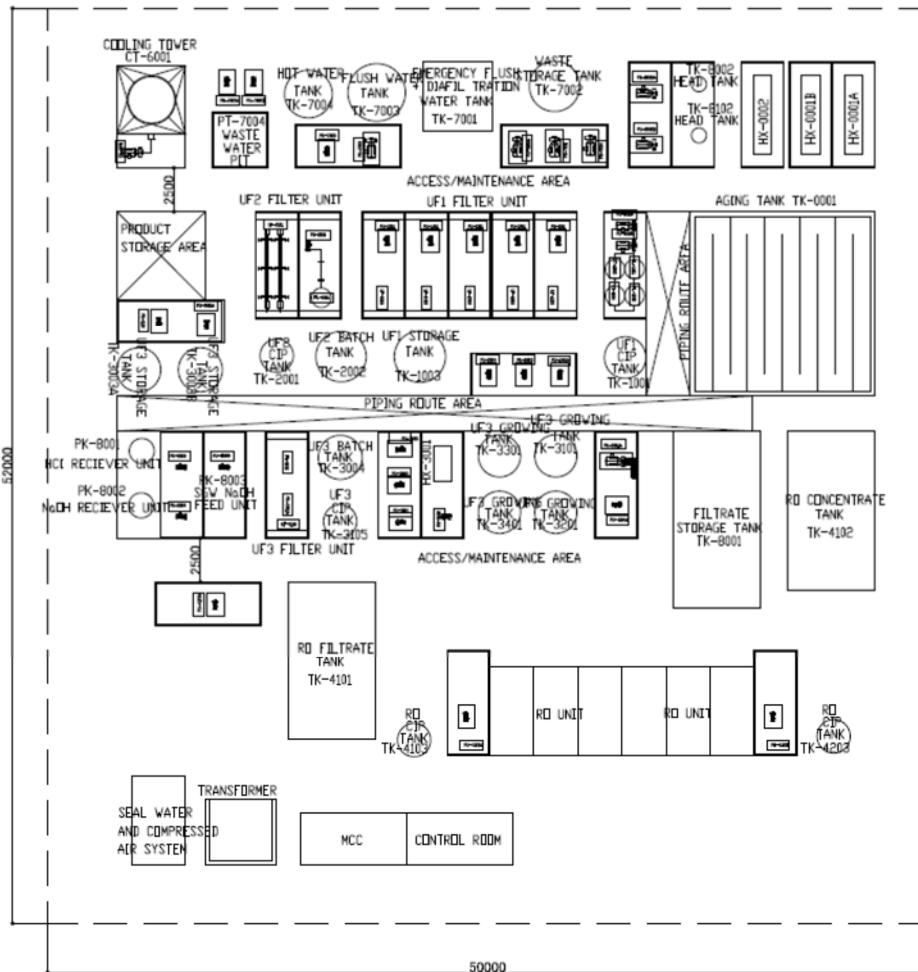 COOLING TOWER
CT-6001
HOT WATER
TANK
TK-7004
FLUSH WATER
TANK
TK-7003
EMERGENCY FLUSH
+ DIAFIL TRATION
WATER TANK
TK-7001
WASTE
STORAGE TANK
TK-7002
TK-8002
HEAD TANK
TK-8102
HEAD TANK
HX-0002
HX-0001B
HX-0001A
PT-7004
WASTE
WATER
PIT
2500
ACCESS/MAINTENANCE AREA
UF2 FILTER UNIT
UF1 FILTER UNIT
AGING TANK TK-0001
PRODUCT
STORAGE AREA
PIPING ROUTE AREA
UF3 STORAGE
TANK
TK-3003A
UF3 STORAGE
TANK
TK-3003B
CIP
TANK
TK-2001
UF2 BATCH
TANK
TK-2002
UF1 STORAGE
TANK
TK-1003
UF1
CIP
TANK
TK-1001
PIPING ROUTE AREA
PK-8001
HCl RECIEVER UNIT
PK-8002
NaOH RECIEVER UNIT
PK-8003
SGW NaOH
FEED UNIT
UF3 BATCH
TANK
TK-3004
UF3
CIP
TANK
TK-3105
UF3 FILTER UNIT
HX-3001
UF3 GROWING
TANK
TK-3301
UF3 GROWING
TANK
TK-3101
UF3 GROWING
TANK
TK-3401
GROWING
TANK
TK-3201
ACCESS/MAINTENANCE AREA
FILTRATE
STORAGE TANK
TK-8001
RO CONCENTRATE
TANK
TK-4102
2500
52000
RO FILTRATE
TANK
TK-4101
RO
CIP
TANK
TK-4103
RO UNIT
RO UNIT
RO
CIP
TANK
TK-4203
SEAL WATER
AND COMPRESSED
AIR SYSTEM
TRANSFORMER
MCC
CONTROL ROOM
50000